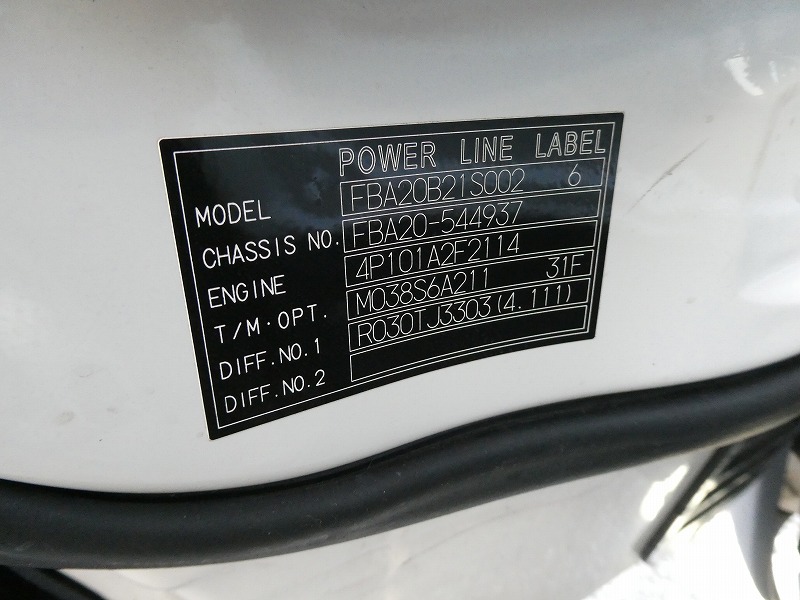 POWER LINE LABEL
MODEL FBA20B21S002 6
CHASSIS NO. FBA20-544937
ENGINE 4P101A2F2114
T/M·OPT. M038S6A211 31F
DIFF.NO.1 R030TJ3303(4.111)
DIFF.NO.2